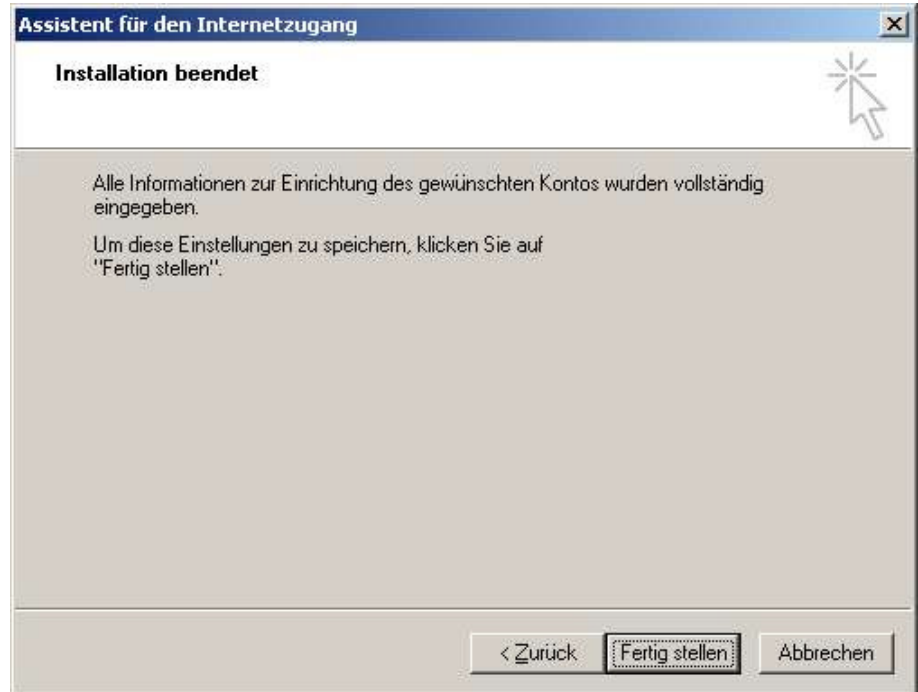 Assistent für den Internetzugang
Installation beendet
Alle Informationen zur Einrichtung des gewünschten Kontos wurden vollständig
eingegeben.
Um diese Einstellungen zu speichern, klicken Sie auf
"Fertig stellen".
< Zurück Fertig stellen Abbrechen